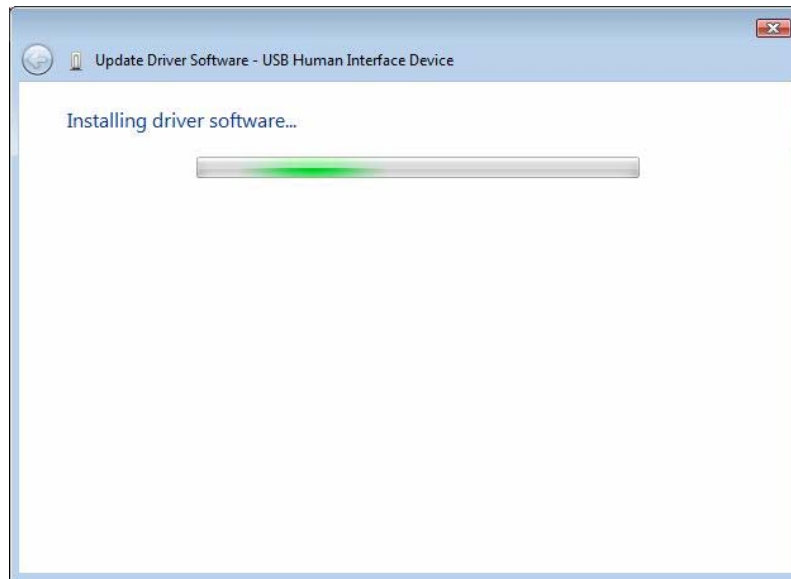 Update Driver Software - USB Human Interface Device
Installing driver software...